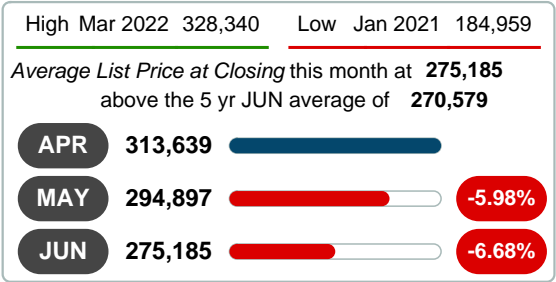 High Mar 2022 328,340 Low Jan 2021 184,959
Average List Price at Closing this month at 275,185
above the 5 yr JUN average of 270,579
APR 313,639
MAY 294,897 -5.98%
JUN 275,185 -6.68%